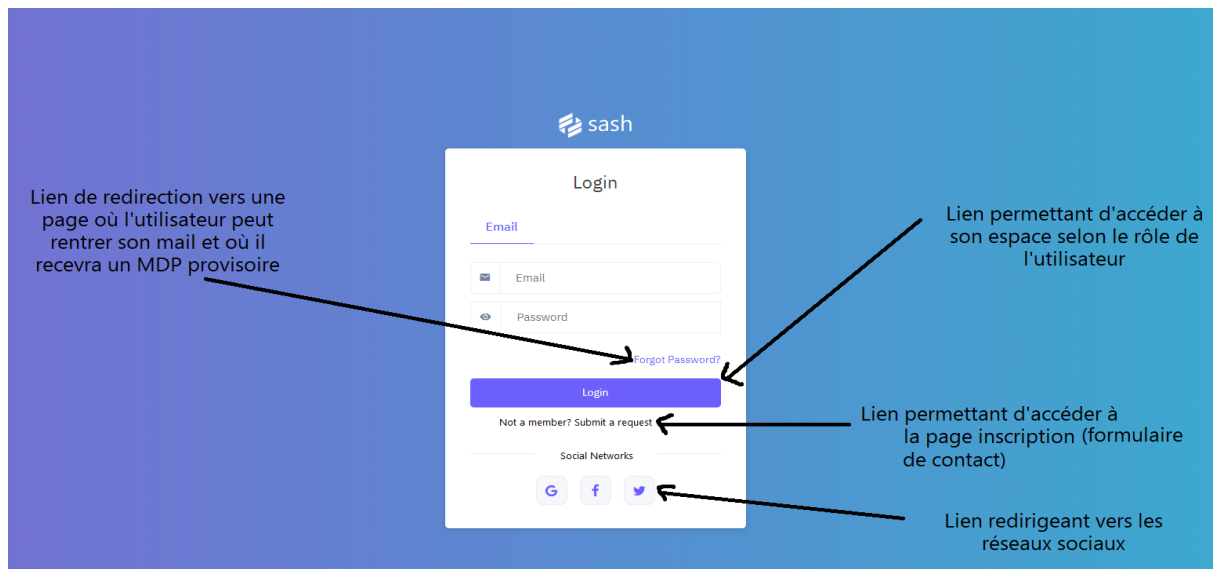 sash
Login
Email
Email
Password
Forgot Password?
Login
Not a member? Submit a request
Social Networks
Lien de redirection vers une
page où l'utilisateur peut
rentrer son mail et où il
recevra un MDP provisoire
Lien permettant d'accéder à
son espace selon le rôle de
l'utilisateur
Lien permettant d'accéder à
la page inscription (formulaire
de contact)
Lien redirigeant vers les
réseaux sociaux